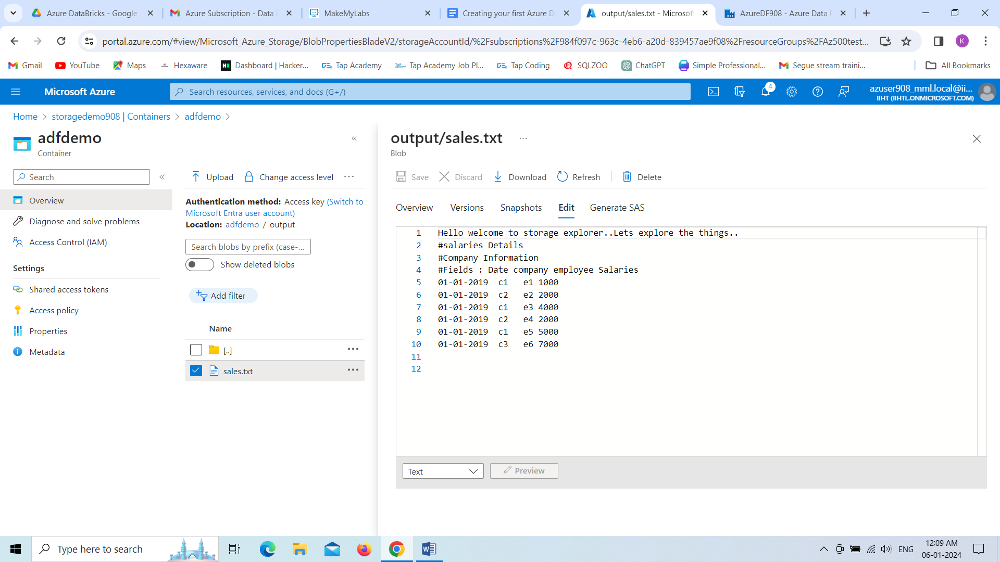 Azure DataBricks - Google
Azure Subscription - Data
MakeMyLabs
Creating your first Azure D
output/sales.txt - Microsoft
AzureDF908 - Azure Data F
portal.azure.com/#view/Microsoft_Azure_Storage/BlobPropertiesBladeV2/storageAccountId/%2Fsubscriptions%2F984f097c-963c-4eb6-a20d-839457ae9f08%2FresourceGroups%2FAz500test...
K
Gmail
YouTube
Maps
Hexaware
Dashboard | Hacker...
Tap Academy
Tap Academy Job Pl...
Tap Coding
SQLZOO
ChatGPT
Simple Professional...
Segue stream traini...
All Bookmarks
Microsoft Azure
Search resources, services, and docs (G+/)
4
azuser908_mml.local@ii...
IIHT (IIHTL.ONMICROSOFT.COM)
Home > storagedemo908 | Containers > adfdemo >
adfdemo
Container
Search
Overview
Diagnose and solve problems
Access Control (IAM)
Settings
Shared access tokens
Access policy
Properties
Metadata
Upload
Change access level
Authentication method: Access key (Switch to
Microsoft Entra user account)
Location: adfdemo / output
Search blobs by prefix (case-...
Show deleted blobs
Add filter
Name
[..]
sales.txt
output/sales.txt
Blob
Save
Discard
Download
Refresh
Delete
Overview
Versions
Snapshots
Edit
Generate SAS
1 Hello welcome to storage explorer..Lets explore the things..
2 #salaries Details
3 #Company Information
4 #Fields : Date company employee Salaries
5 01-01-2019 c1 e1 1000
6 01-01-2019 c2 e2 2000
7 01-01-2019 c1 e3 4000
8 01-01-2019 c2 e4 2000
9 01-01-2019 c1 e5 5000
10 01-01-2019 c3 e6 7000
11
12
Text
Preview
Type here to search
ENG
12:09 AM
06-01-2024